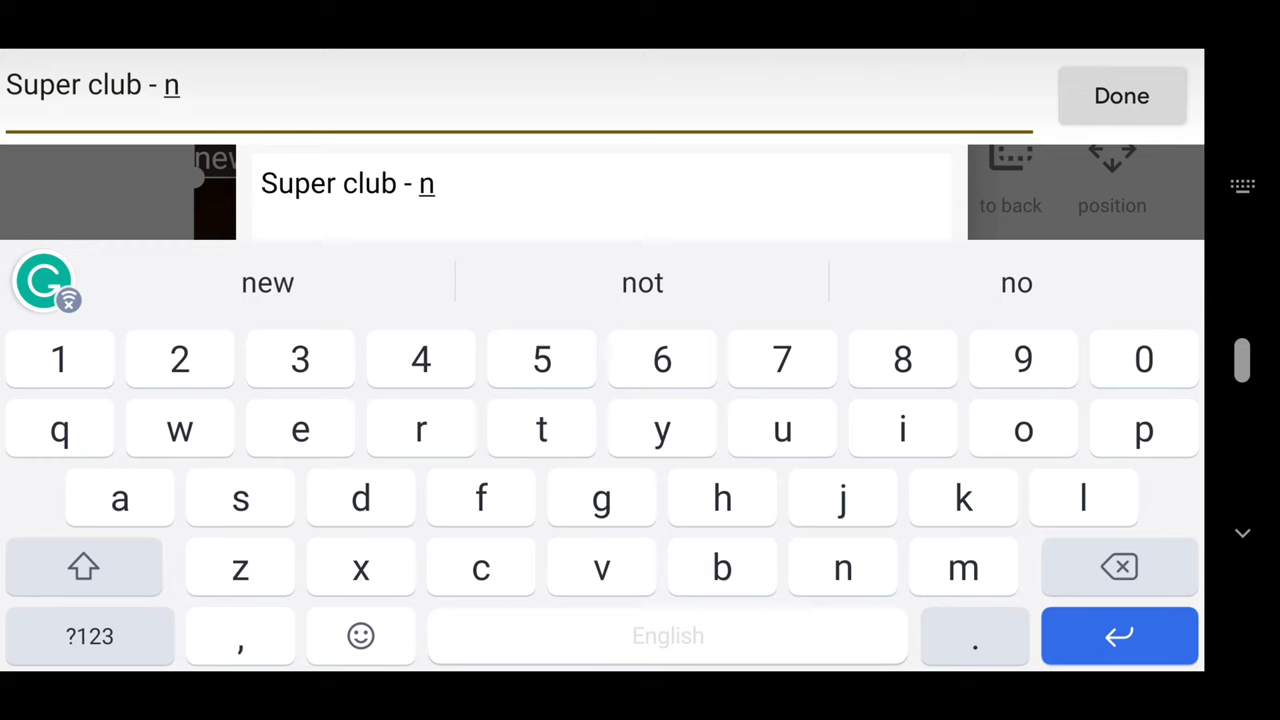 Super club - n
Done
new
Super club - n
to back position
new not no
1 2 3 4 5 6 7 8 9 0
q w e r t y u i o p
a s d f g h j k l
z x c v b n m
?123 , English .